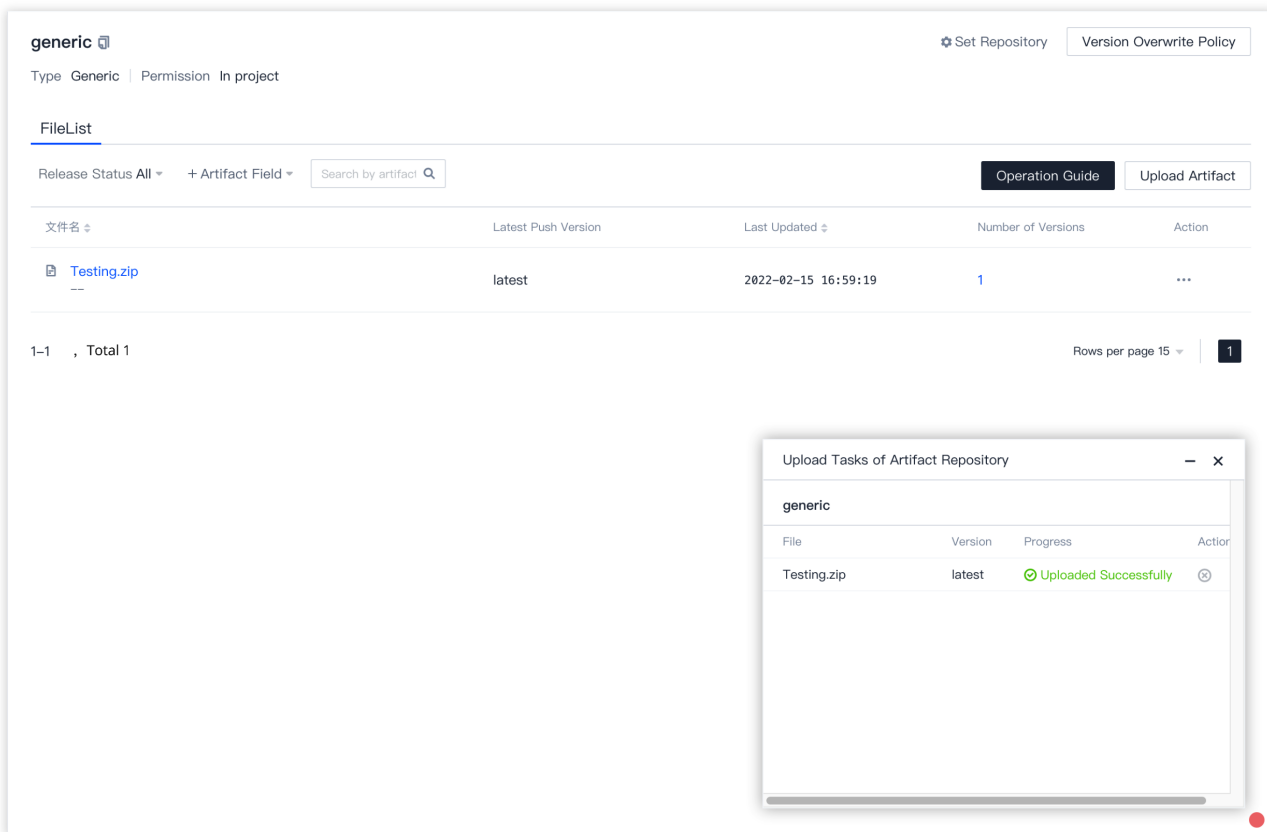 generic
Set Repository
Version Overwrite Policy
Type Generic Permission In project
FileList
Release Status All
+ Artifact Field
Search by artifact
Operation Guide
Upload Artifact
文件名 Latest Push Version Last Updated Number of Versions Action
Testing.zip latest 2022-02-15 16:59:19 1 ...
--
1-1 , Total 1
Rows per page 15
1
Upload Tasks of Artifact Repository
generic
File Version Progress Action
Testing.zip latest Uploaded Successfully